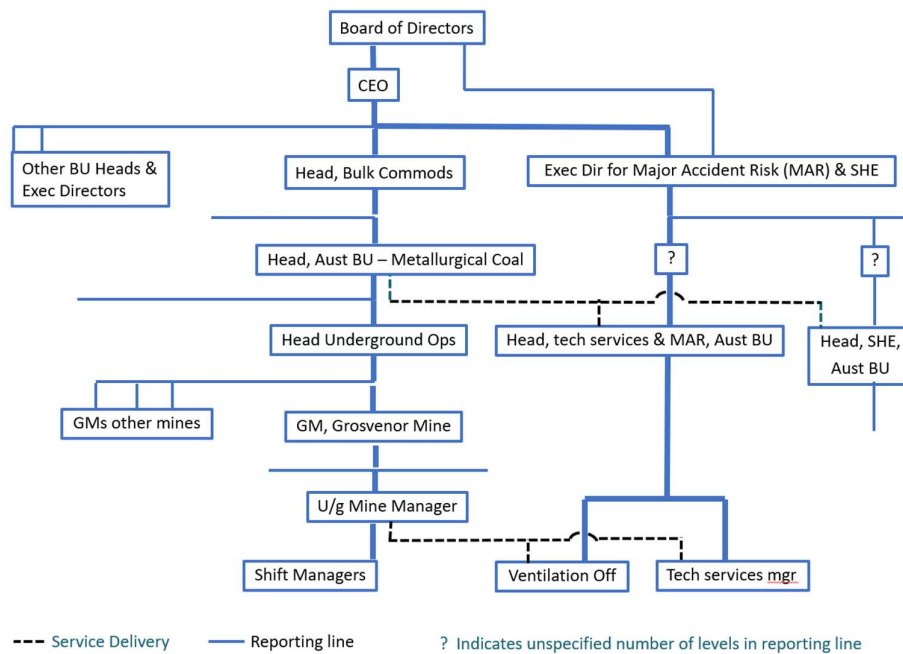 Board of Directors
CEO
Other BU Heads &
Exec Directors
Head, Bulk Commods
Exec Dir for Major Accident Risk (MAR) & SHE
Head, Aust BU – Metallurgical Coal
?
?
Head Underground Ops
Head, tech services & MAR, Aust BU
Head, SHE,
Aust BU
GMs other mines
GM, Grosvenor Mine
U/g Mine Manager
Shift Managers
Ventilation Off
Tech services mgr
Service Delivery
Reporting line
? Indicates unspecified number of levels in reporting line